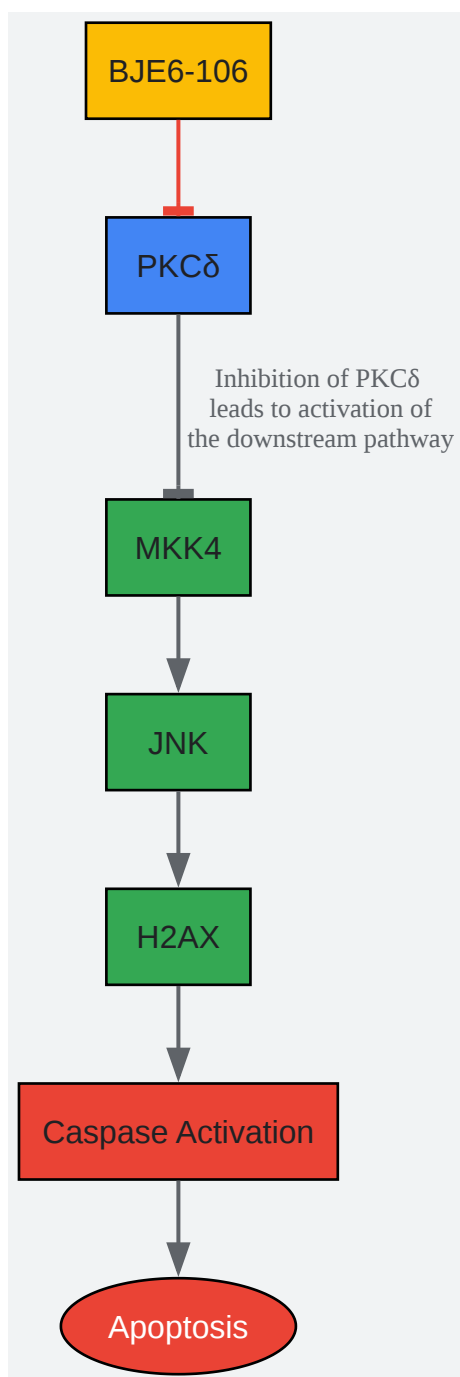 BJE6-106
PKCδ
Inhibition of PKCδ
leads to activation of
the downstream pathway
MKK4
JNK
H2AX
Caspase Activation
Apoptosis